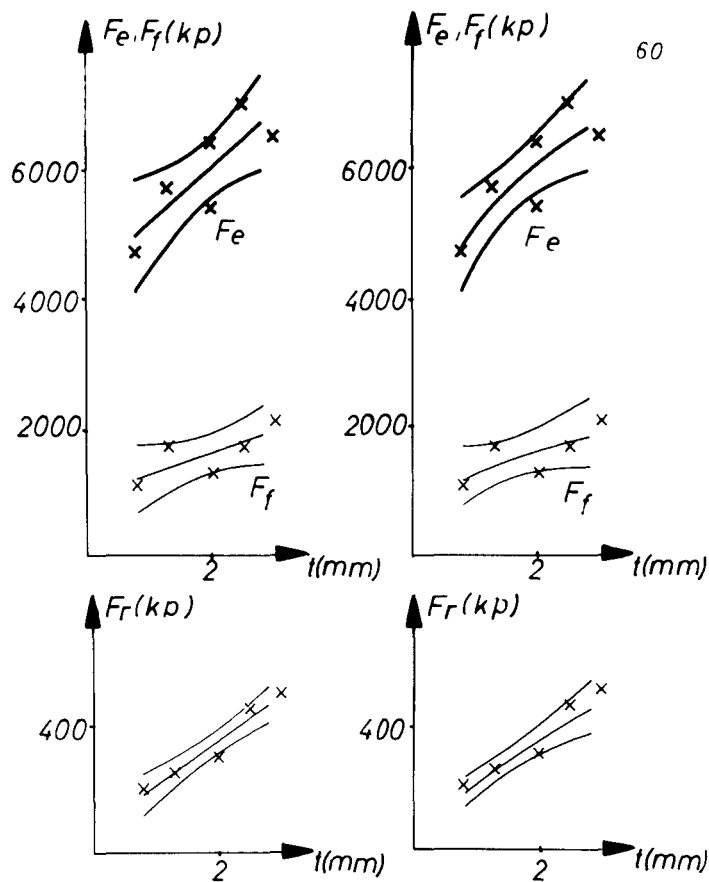 Fe, Ff (kp)
6000
Fe
4000
2000
Ff
2
t(mm)
Fe, Ff (kp)
60
6000
Fe
4000
2000
Ff
2
t(mm)
Fr (kp)
400
2
t(mm)
Fr (kp)
400
2
t(mm)